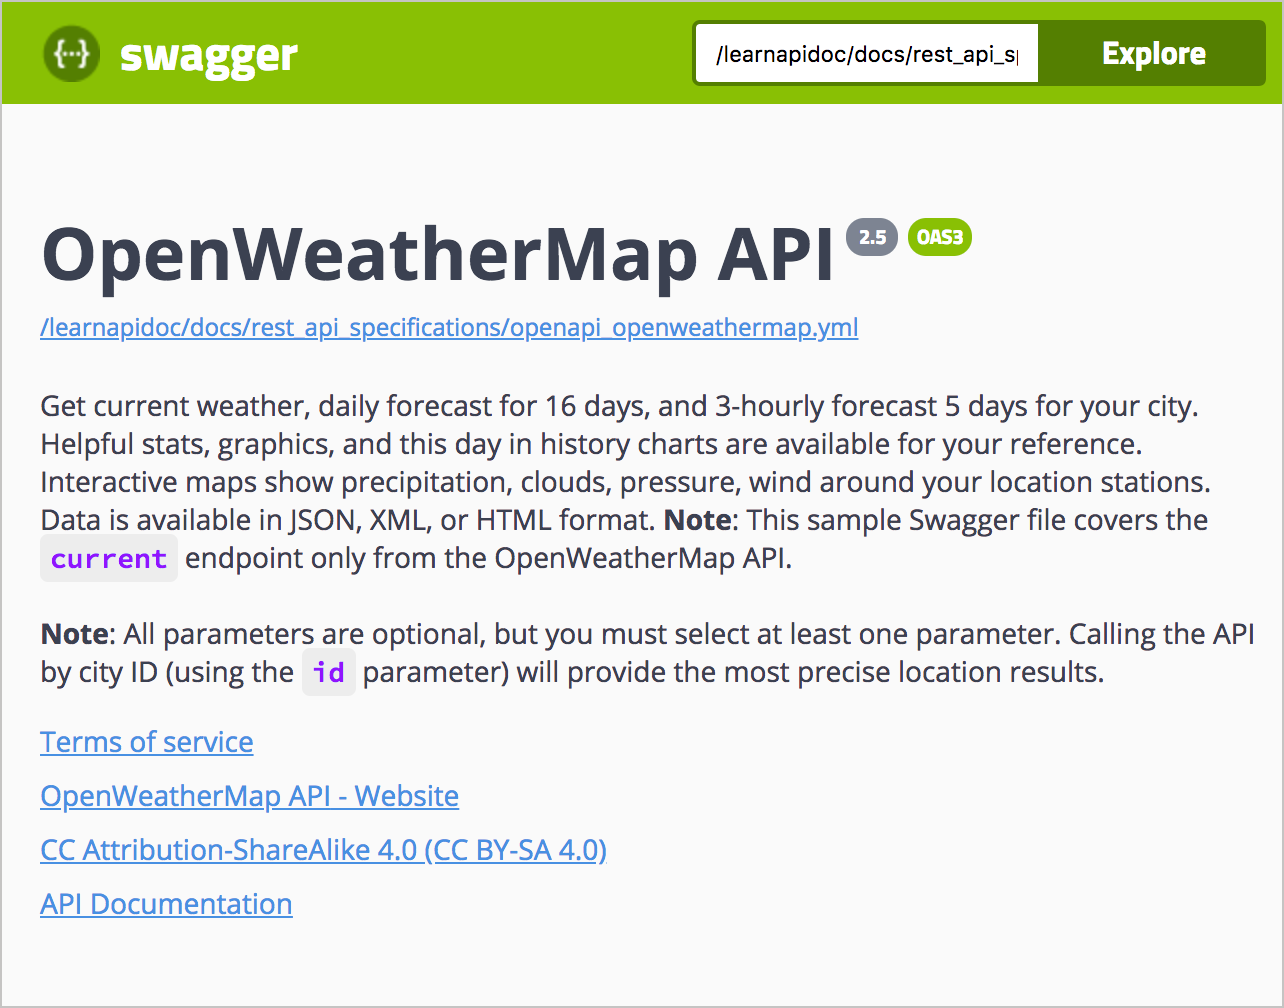 {···} swagger
/learnapidoc/docs/rest_api_s
Explore
OpenWeatherMap API 2.5 OAS3
/learnapidoc/docs/rest_api_specifications/openapi_openweathermap.yml
Get current weather, daily forecast for 16 days, and 3-hourly forecast 5 days for your city.
Helpful stats, graphics, and this day in history charts are available for your reference.
Interactive maps show precipitation, clouds, pressure, wind around your location stations.
Data is available in JSON, XML, or HTML format. Note: This sample Swagger file covers the
current endpoint only from the OpenWeatherMap API.
Note: All parameters are optional, but you must select at least one parameter. Calling the API
by city ID (using the id parameter) will provide the most precise location results.
Terms of service
OpenWeatherMap API - Website
CC Attribution-ShareAlike 4.0 (CC BY-SA 4.0)
API Documentation